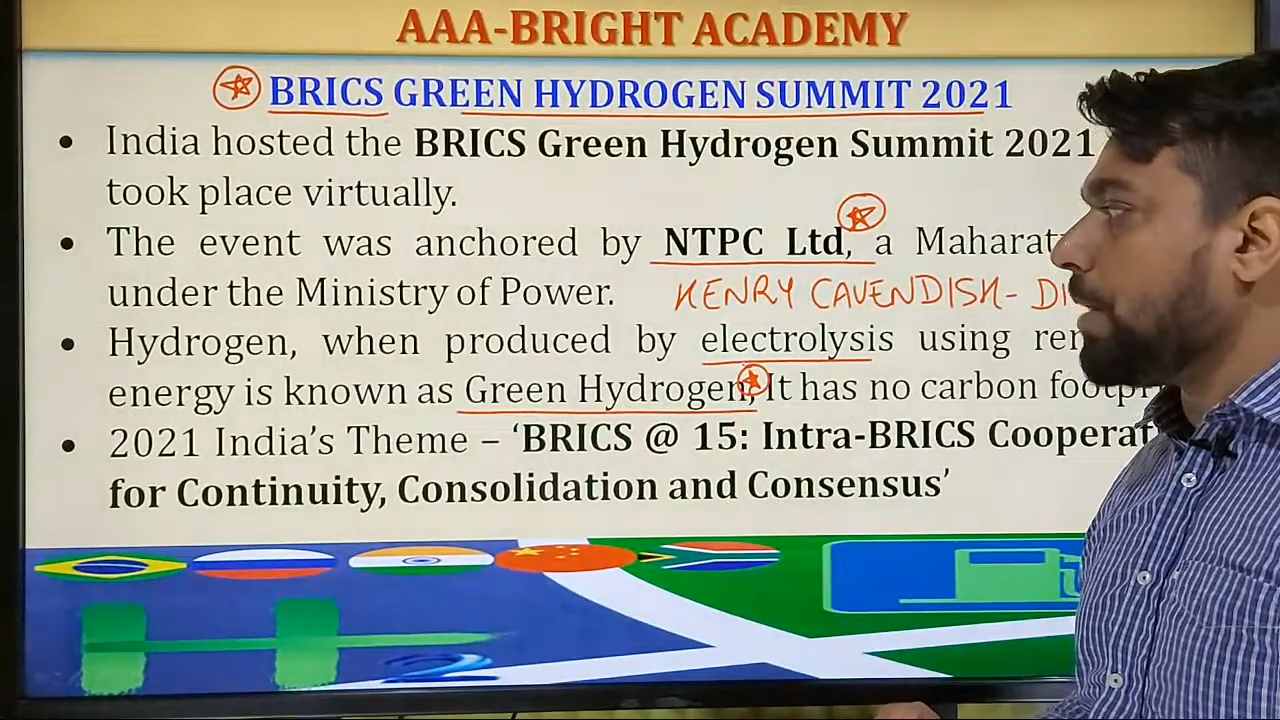 AAA-BRIGHT ACADEMY
BRICS GREEN HYDROGEN SUMMIT 2021
• India hosted the BRICS Green Hydrogen Summit 2021
took place virtually.
• The event was anchored by NTPC Ltd, a
under the Ministry of Power. HENRY CAVENDISH-
• Hydrogen, when produced by electrolysis using
energy is known as Green Hydrogen, It has no carbon
• 2021 India's Theme – 'BRICS @ 15: Intra-BRICS
for Continuity, Consolidation and Consensus'
H2